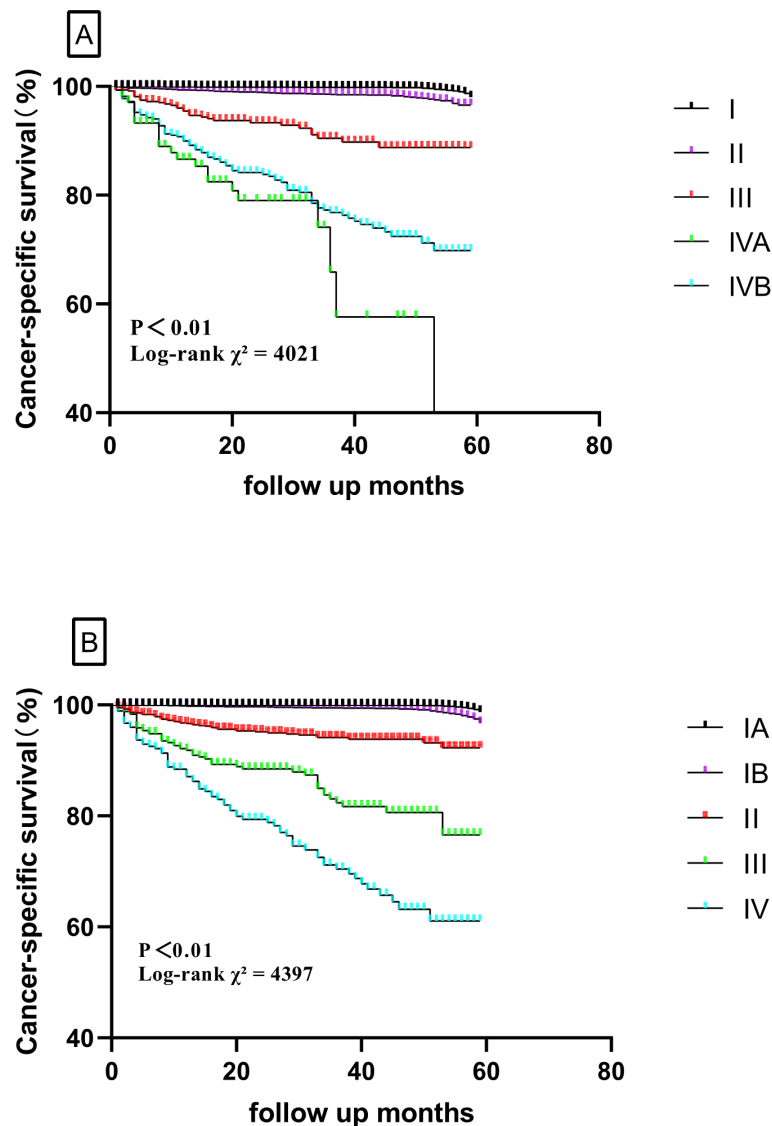 A
Cancer-specific survival（%）
100
80
60
40
0
20
40
60
80
follow up months
P＜0.01
Log-rank χ² = 4021
I
II
III
IVA
IVB
B
Cancer-specific survival（%）
100
80
60
40
0
20
40
60
80
follow up months
P＜0.01
Log-rank χ² = 4397
IA
IB
II
III
IV